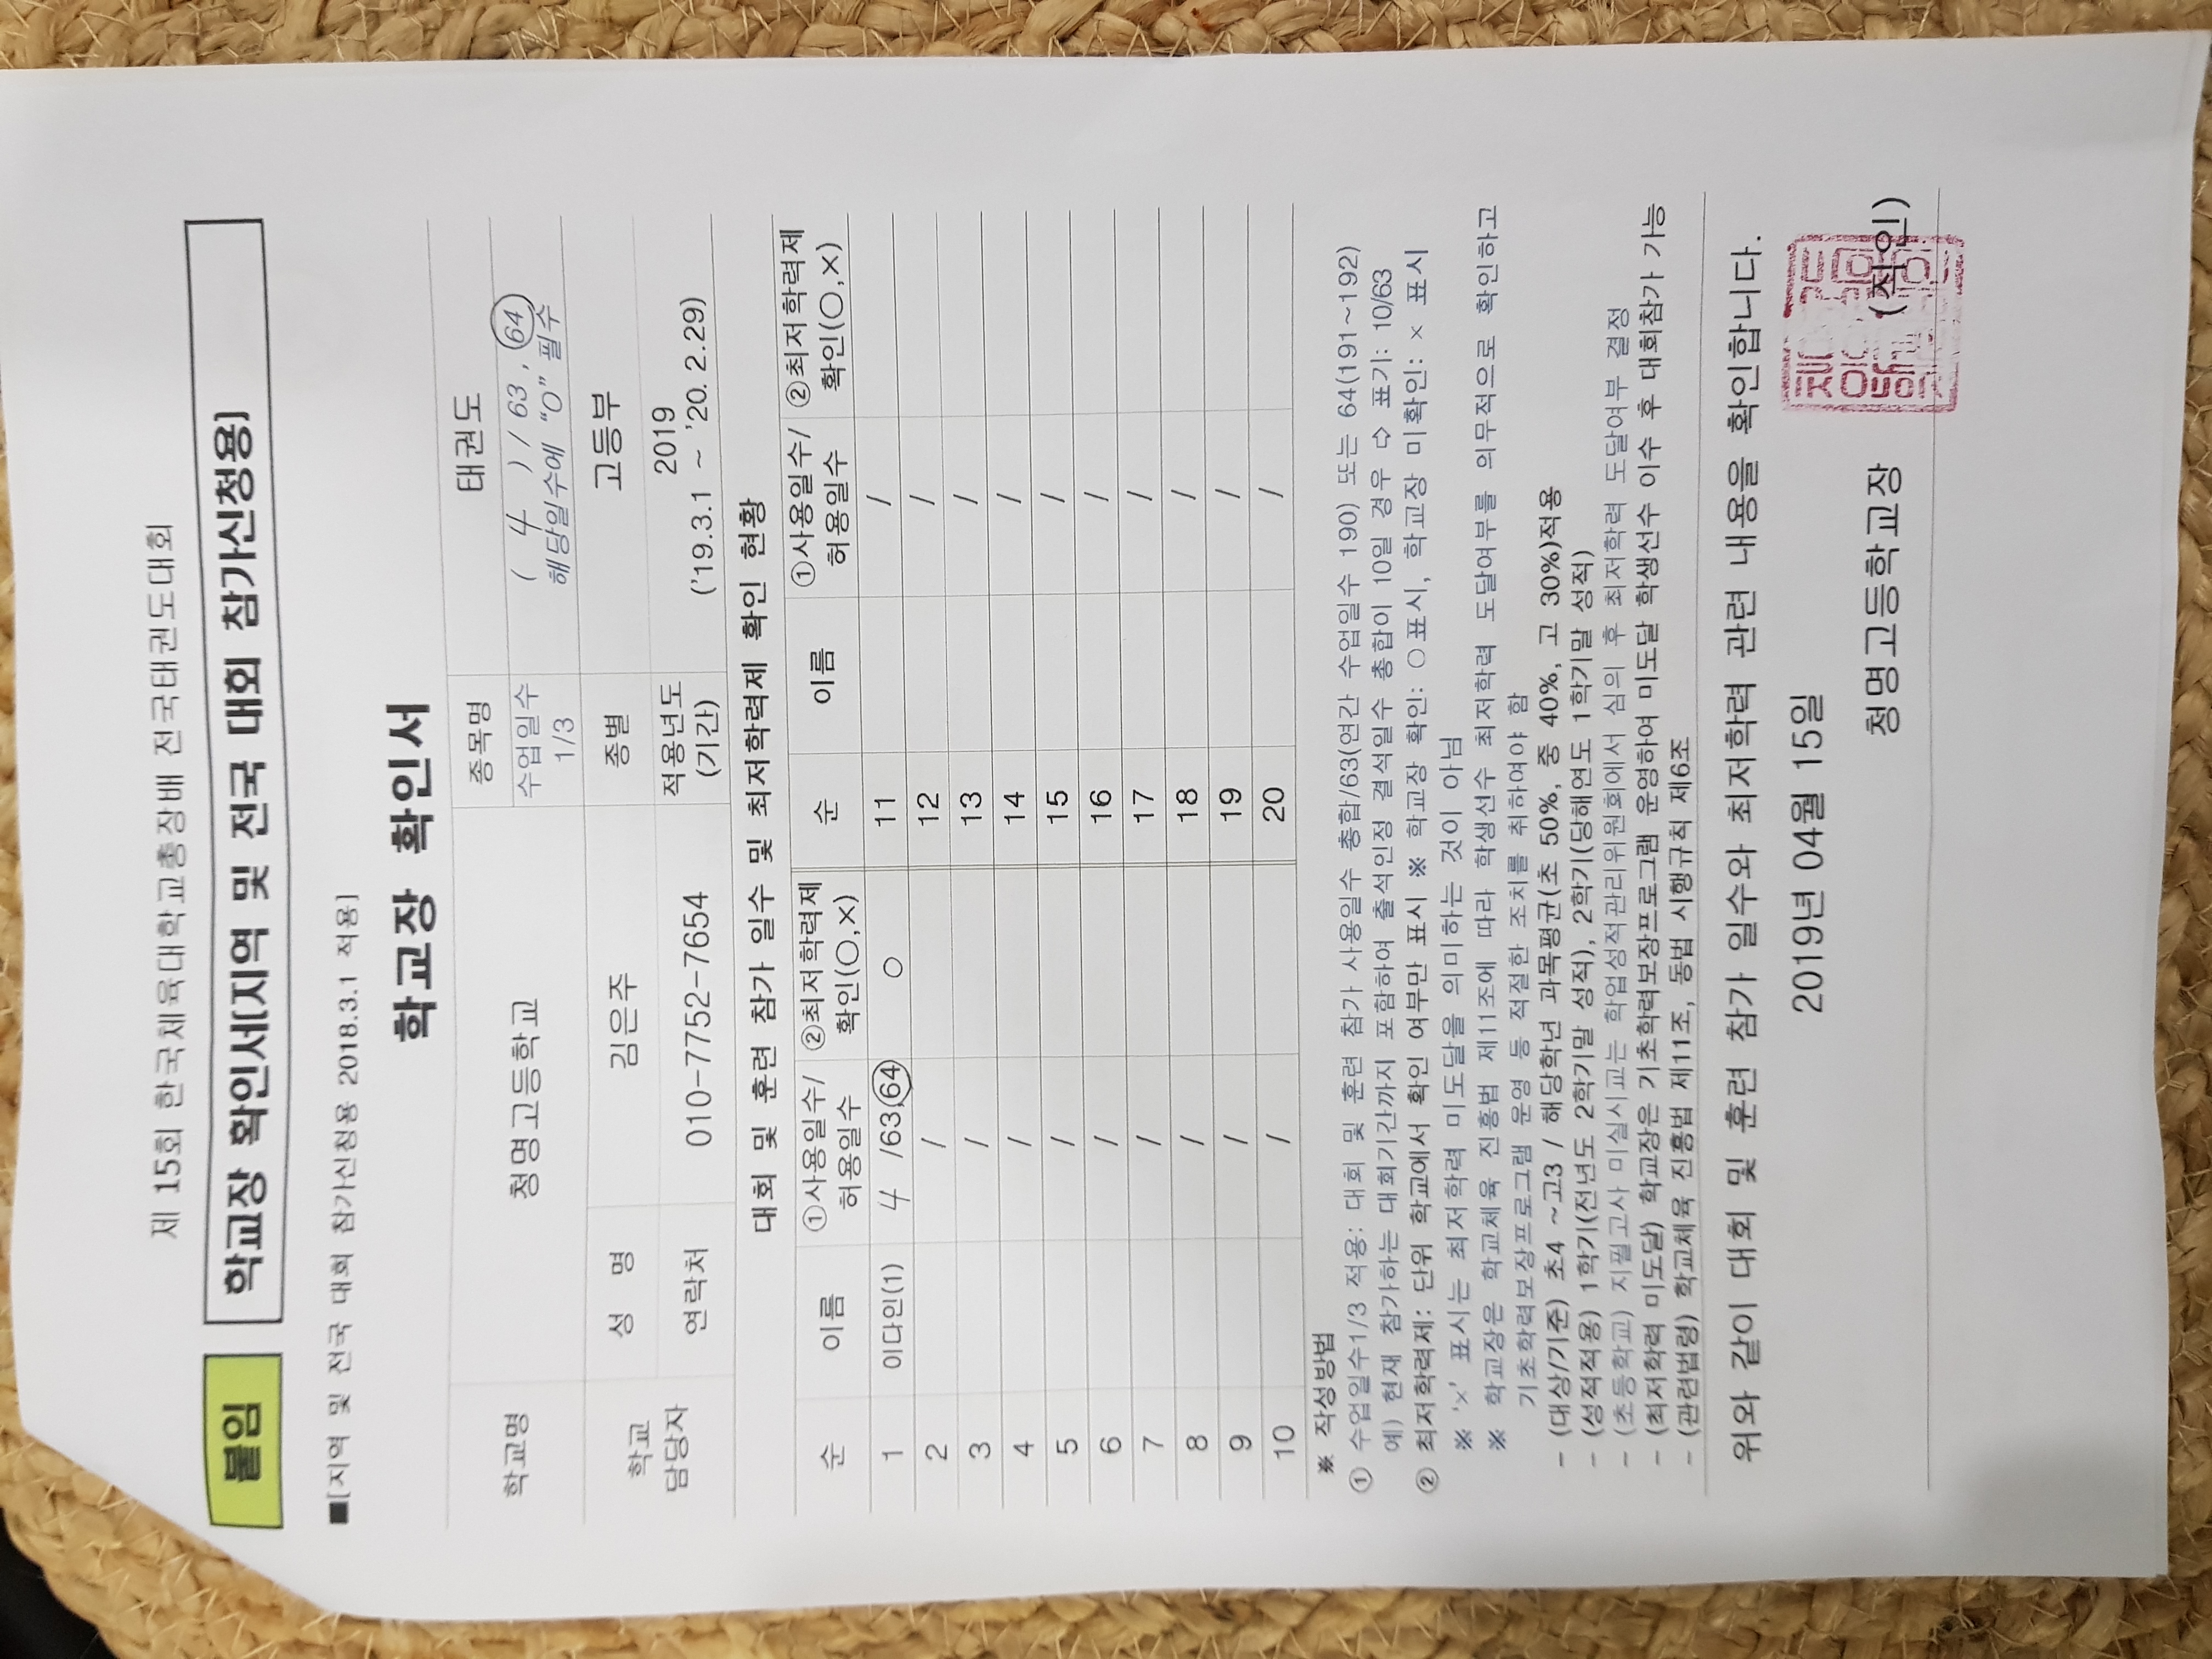 제 15회 한국체육대학교총장배 전국태권도대회
붙임
학교장 확인서[지역 및 전국 대회 참가신청용]
■[지역 및 전국 대회 참가신청용 2018.3.1 적용]
학교장 확인서
학교명 청명고등학교 종목명 태권도
수업일수 1/3 ( 4 ) / 63 , 64
해당일수에 "O" 필수
학교 담당자 성 명 김은주 종별 고등부
연락처 010-7752-7654 적용년도 (기간) 2019
('19.3.1 ~ '20. 2.29)
대회 및 훈련 참가 일수 및 최저학력제 확인 현황
순 이름 ①사용일수/허용일수 ②최저학력제 확인(○,×) 순 이름 ①사용일수/허용일수 ②최저학력제 확인(○,×)
1 이다인(1) 4 /63,64 ○ 11 /
2 / 12 /
3 / 13 /
4 / 14 /
5 / 15 /
6 / 16 /
7 / 17 /
8 / 18 /
9 / 19 /
10 / 20 /
※ 작성방법
① 수업일수1/3 적용: 대회 및 훈련 참가 사용일수 총합/63(연간 수업일수 190) 또는 64(191~192)
예) 현재 참가하는 대회기간까지 포함하여 출석인정 결석일수 총합이 10일 경우 ⇨ 표기: 10/63
② 최저학력제: 단위 학교에서 확인 여부만 표시 ※ 학교장 확인: ○표시, 학교장 미확인: × 표시
※ '×' 표시는 최저학력 미도달을 의미하는 것이 아님
※ 학교장은 학교체육 진흥법 제11조에 따라 학생선수 최저학력 도달여부를 의무적으로 확인하고
기초학력보장프로그램 운영 등 적절한 조치를 취하여야 함
- (대상/기준) 초4 ~고3 / 해당학년 과목평균(초 50%, 중 40%, 고 30%)적용
- (성적적용) 1학기(전년도 2학기말 성적), 2학기(당해연도 1학기말 성적)
- (초등학교) 지필고사 미실시교는 학업성적관리위원회에서 심의 후 최저학력 도달여부 결정
- (최저학력 미도달) 학교장은 기초학력보장프로그램 운영하여 미도달 학생선수 이수 후 대회참가 가능
- (관련법령) 학교체육 진흥법 제11조, 동법 시행규칙 제6조
위와 같이 대회 및 훈련 참가 일수와 최저학력 관련 내용을 확인합니다.
2019년 04월 15일
청명고등학교장 (직인)